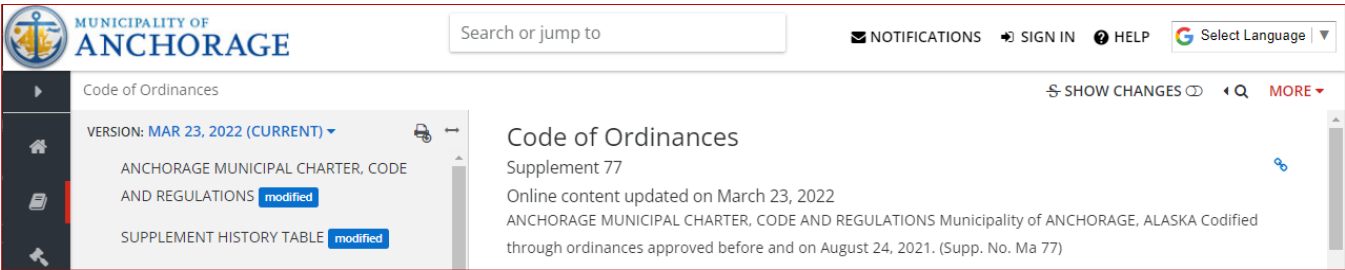 MUNICIPALITY OF
ANCHORAGE
Search or jump to
NOTIFICATIONS SIGN IN HELP Select Language
Code of Ordinances
SHOW CHANGES MORE
VERSION: MAR 23, 2022 (CURRENT)
ANCHORAGE MUNICIPAL CHARTER, CODE
AND REGULATIONS modified
SUPPLEMENT HISTORY TABLE modified
Code of Ordinances
Supplement 77
Online content updated on March 23, 2022
ANCHORAGE MUNICIPAL CHARTER, CODE AND REGULATIONS Municipality of ANCHORAGE, ALASKA Codified
through ordinances approved before and on August 24, 2021. (Supp. No. Ma 77)